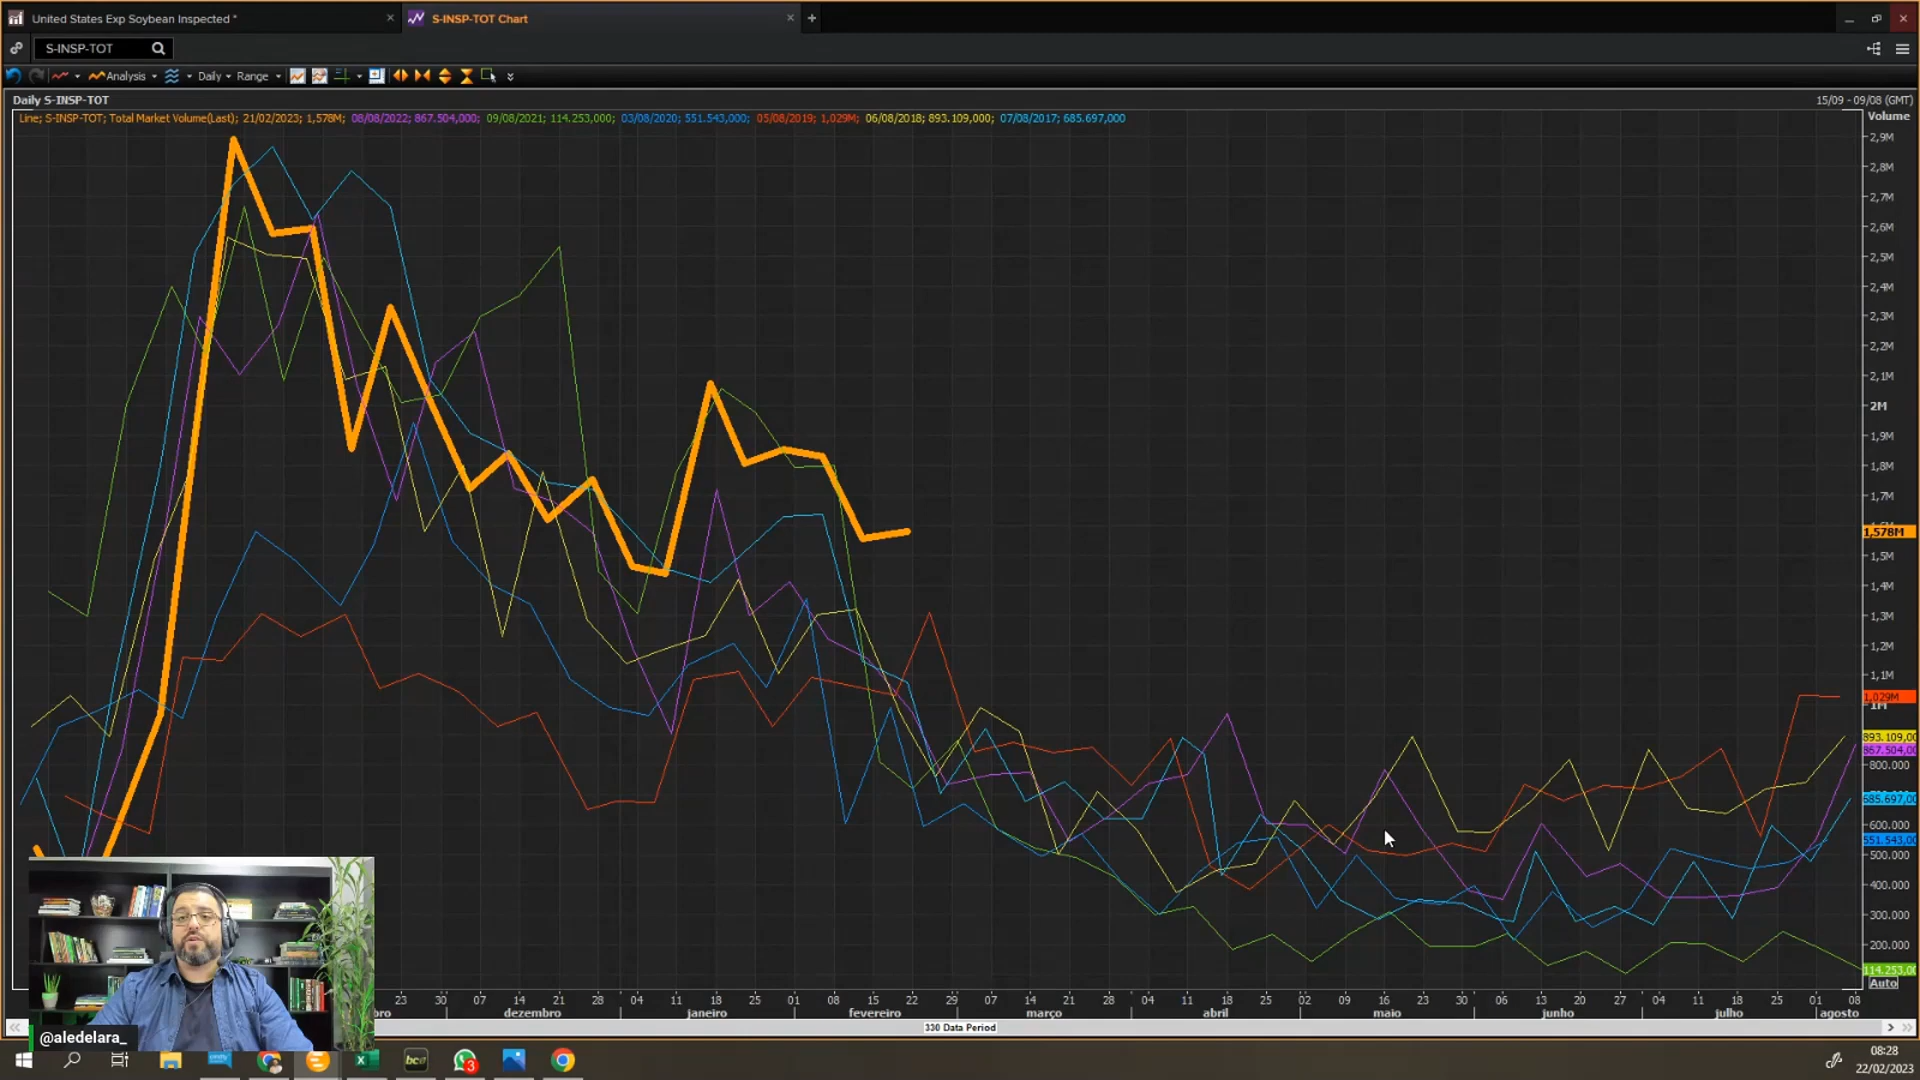 United States Exp Soybean Inspected *
S-INSP-TOT Chart
S-INSP-TOT
Analysis
Daily
Range
Daily S-INSP-TOT
15/09 - 09/08 (GMT)
Line; S-INSP-TOT; Total Market Volume(Last); 21/02/2023; 1,578M; 08/08/2022; 867.504,000; 09/08/2021; 114.253,000; 03/08/2020; 551.543,000; 05/08/2019; 1,029M; 06/08/2018; 893.109,000; 07/08/2017; 685.697,000
Volume
2,9M
2,8M
2,7M
2,6M
2,5M
2,4M
2,3M
2,2M
2,1M
2M
1,9M
1,8M
1,7M
1,578M
1,5M
1,4M
1,3M
1,2M
1,1M
1,029M
1M
893.109,00
867.504,00
800.000
685.697,00
600.000
551.543,00
500.000
400.000
300.000
200.000
114.253,00
Auto
23 30 07 14 21 28 04 11 18 25 01 08 15 22 29 07 14 21 28 04 11 18 25 02 09 16 23 30 06 13 20 27 04 11 18 25 01 08
bro dezembro janeiro fevereiro março abril maio junho julho agosto
330 Data Period
@aledelara_
3
08:28
22/02/2023